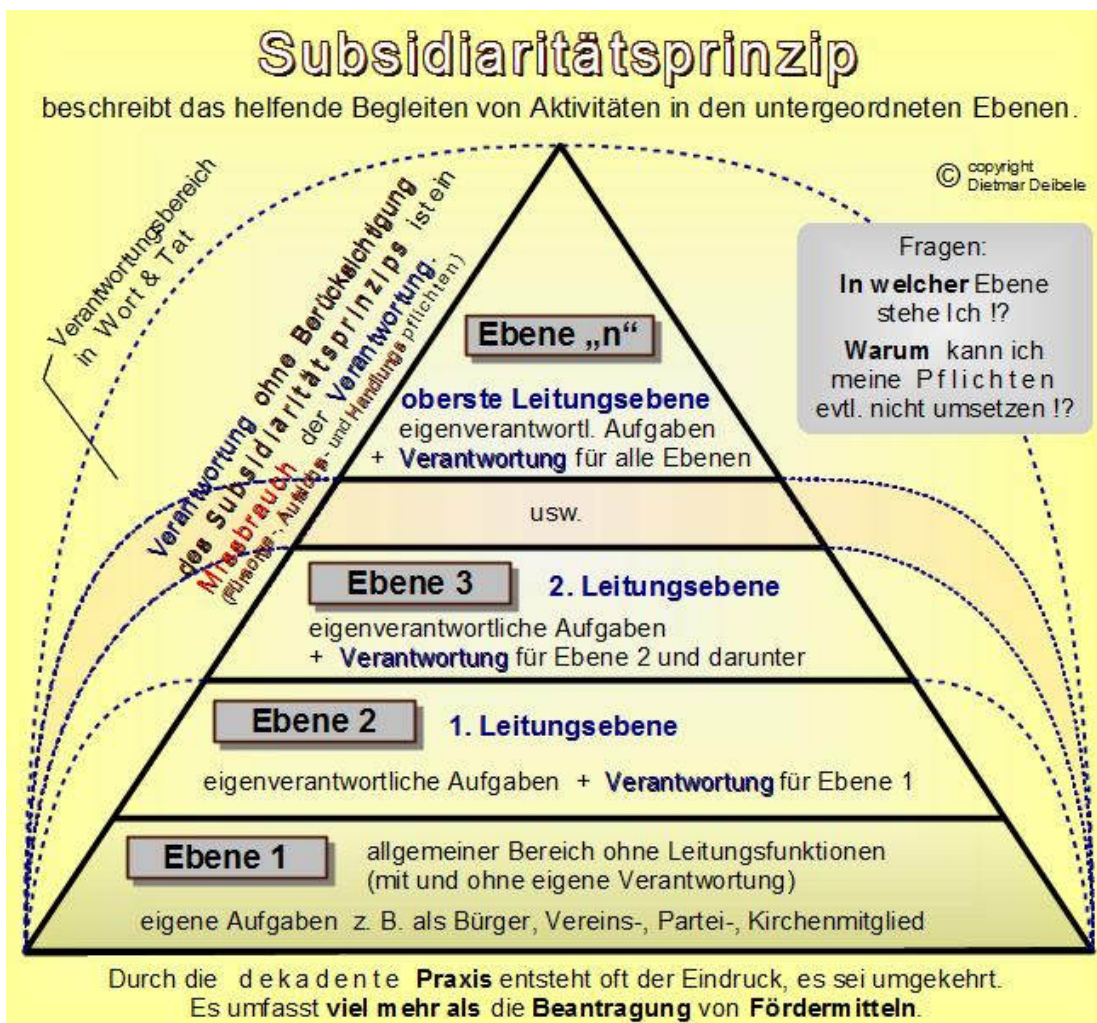 Subsidiaritätsprinzip
beschreibt das helfende Begleiten von Aktivitäten in den untergeordneten Ebenen.
© copyright
Dietmar Deibele
Verantwortungsbereich
in Wort & Tat
Verantwortung ohne Berücksichtigung
des Subsidiaritätsprinzips ist ein
Missbrauch der Verantwortung.
(Fürsorge-, Aufsichts- und Handlungspflichten)
Fragen:
In welcher Ebene
stehe Ich !?
Warum kann ich
meine Pflichten
evtl. nicht umsetzen !?
Ebene „n“
oberste Leitungsebene
eigenverantwortl. Aufgaben
+ Verantwortung für alle Ebenen
usw.
Ebene 3 2. Leitungsebene
eigenverantwortliche Aufgaben
+ Verantwortung für Ebene 2 und darunter
Ebene 2 1. Leitungsebene
eigenverantwortliche Aufgaben + Verantwortung für Ebene 1
Ebene 1 allgemeiner Bereich ohne Leitungsfunktionen
(mit und ohne eigene Verantwortung)
eigene Aufgaben z. B. als Bürger, Vereins-, Partei-, Kirchenmitglied
Durch die dekadente Praxis entsteht oft der Eindruck, es sei umgekehrt.
Es umfasst viel mehr als die Beantragung von Fördermitteln.